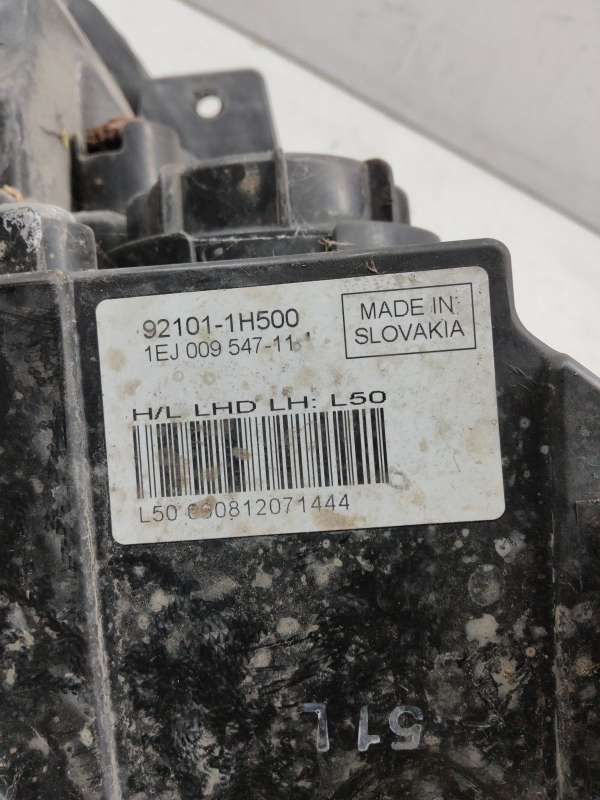 92101-1H500
1EJ 009 547-11
MADE IN
SLOVAKIA
H/L LHD LH: L50
L50
51L